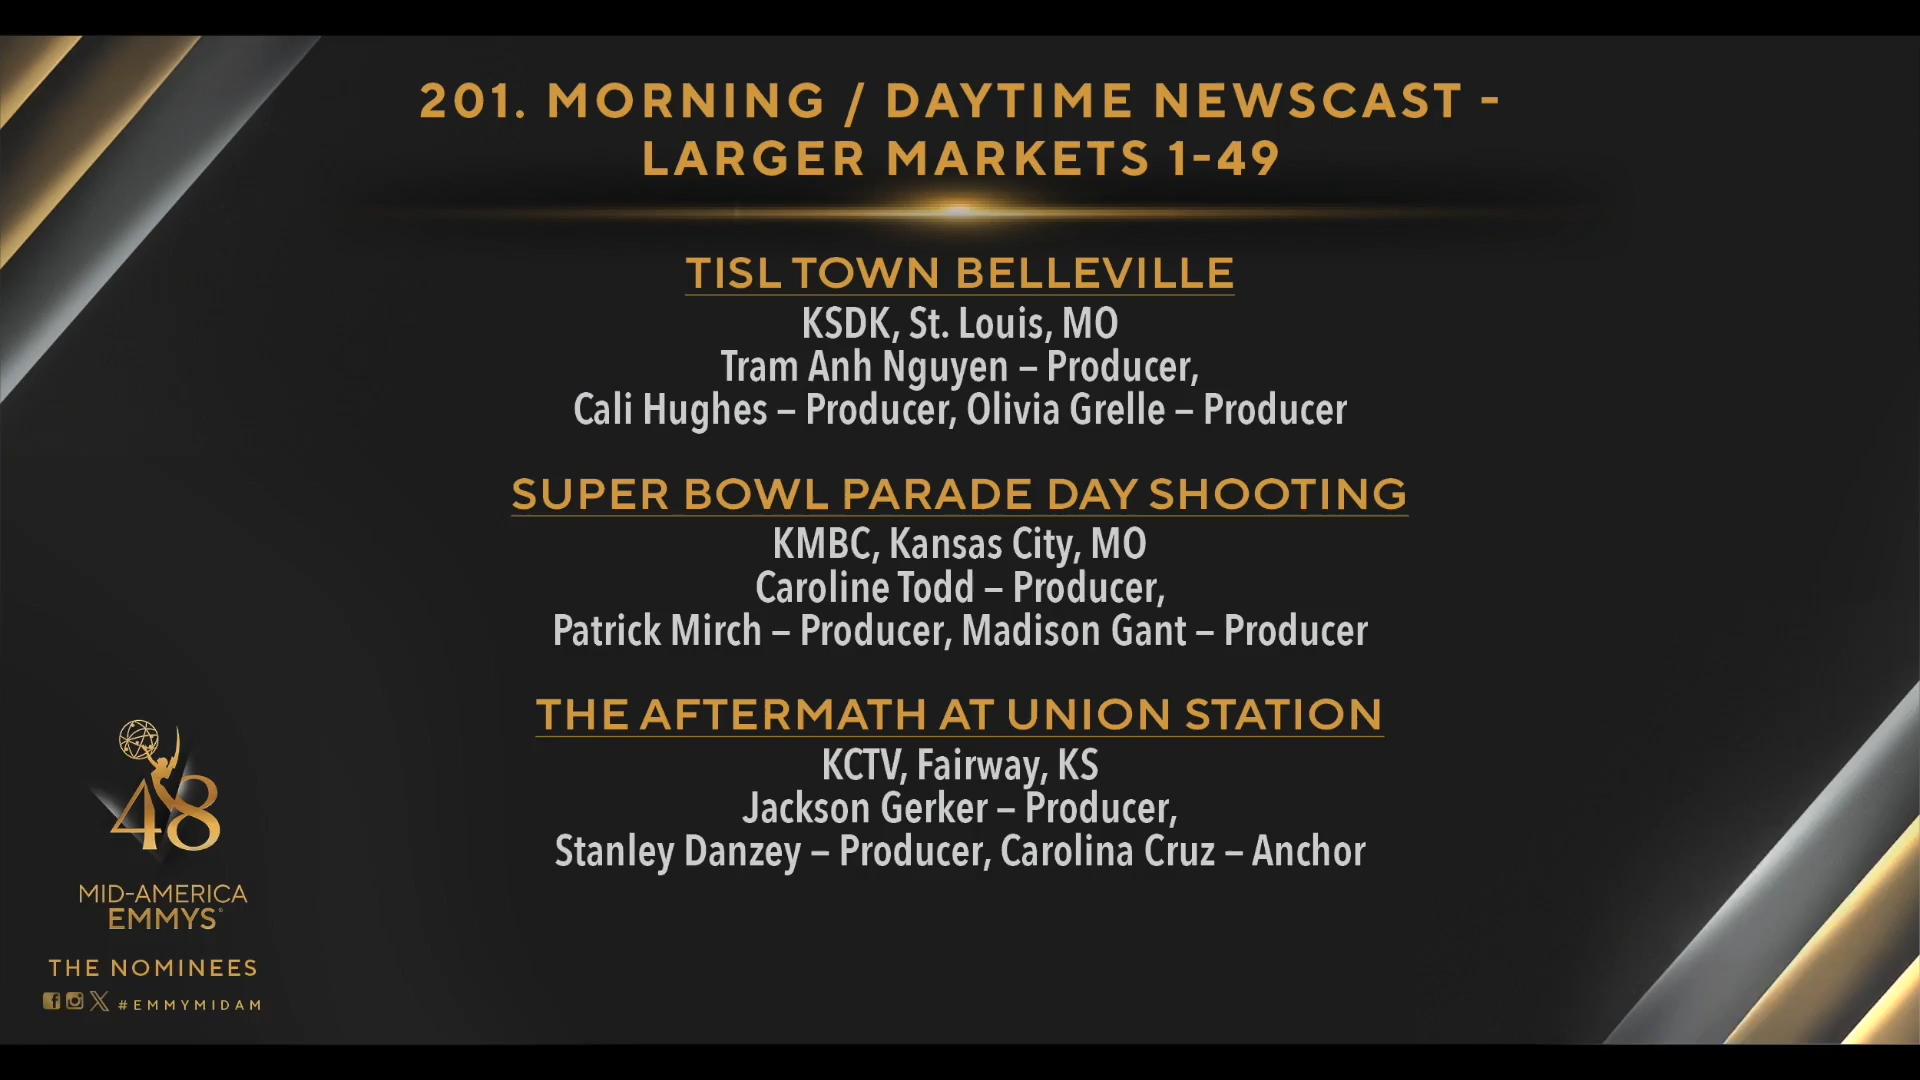 201. MORNING / DAYTIME NEWSCAST -
LARGER MARKETS 1-49
TISL TOWN BELLEVILLE
KSDK, St. Louis, MO
Tram Anh Nguyen – Producer,
Cali Hughes – Producer, Olivia Grelle – Producer
SUPER BOWL PARADE DAY SHOOTING
KMBC, Kansas City, MO
Caroline Todd – Producer,
Patrick Mirch – Producer, Madison Gant – Producer
THE AFTERMATH AT UNION STATION
KCTV, Fairway, KS
Jackson Gerker – Producer,
Stanley Danzey – Producer, Carolina Cruz – Anchor
48
MID-AMERICA
EMMYS®
THE NOMINEES
#EMMYMIDAM